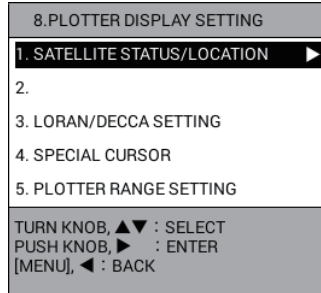 8.PLOTTER DISPLAY SETTING
1. SATELLITE STATUS/LOCATION ▶
2.
3. LORAN/DECCA SETTING
4. SPECIAL CURSOR
5. PLOTTER RANGE SETTING
TURN KNOB, ▲▼ : SELECT
PUSH KNOB, ▶ : ENTER
[MENU], ◀ : BACK